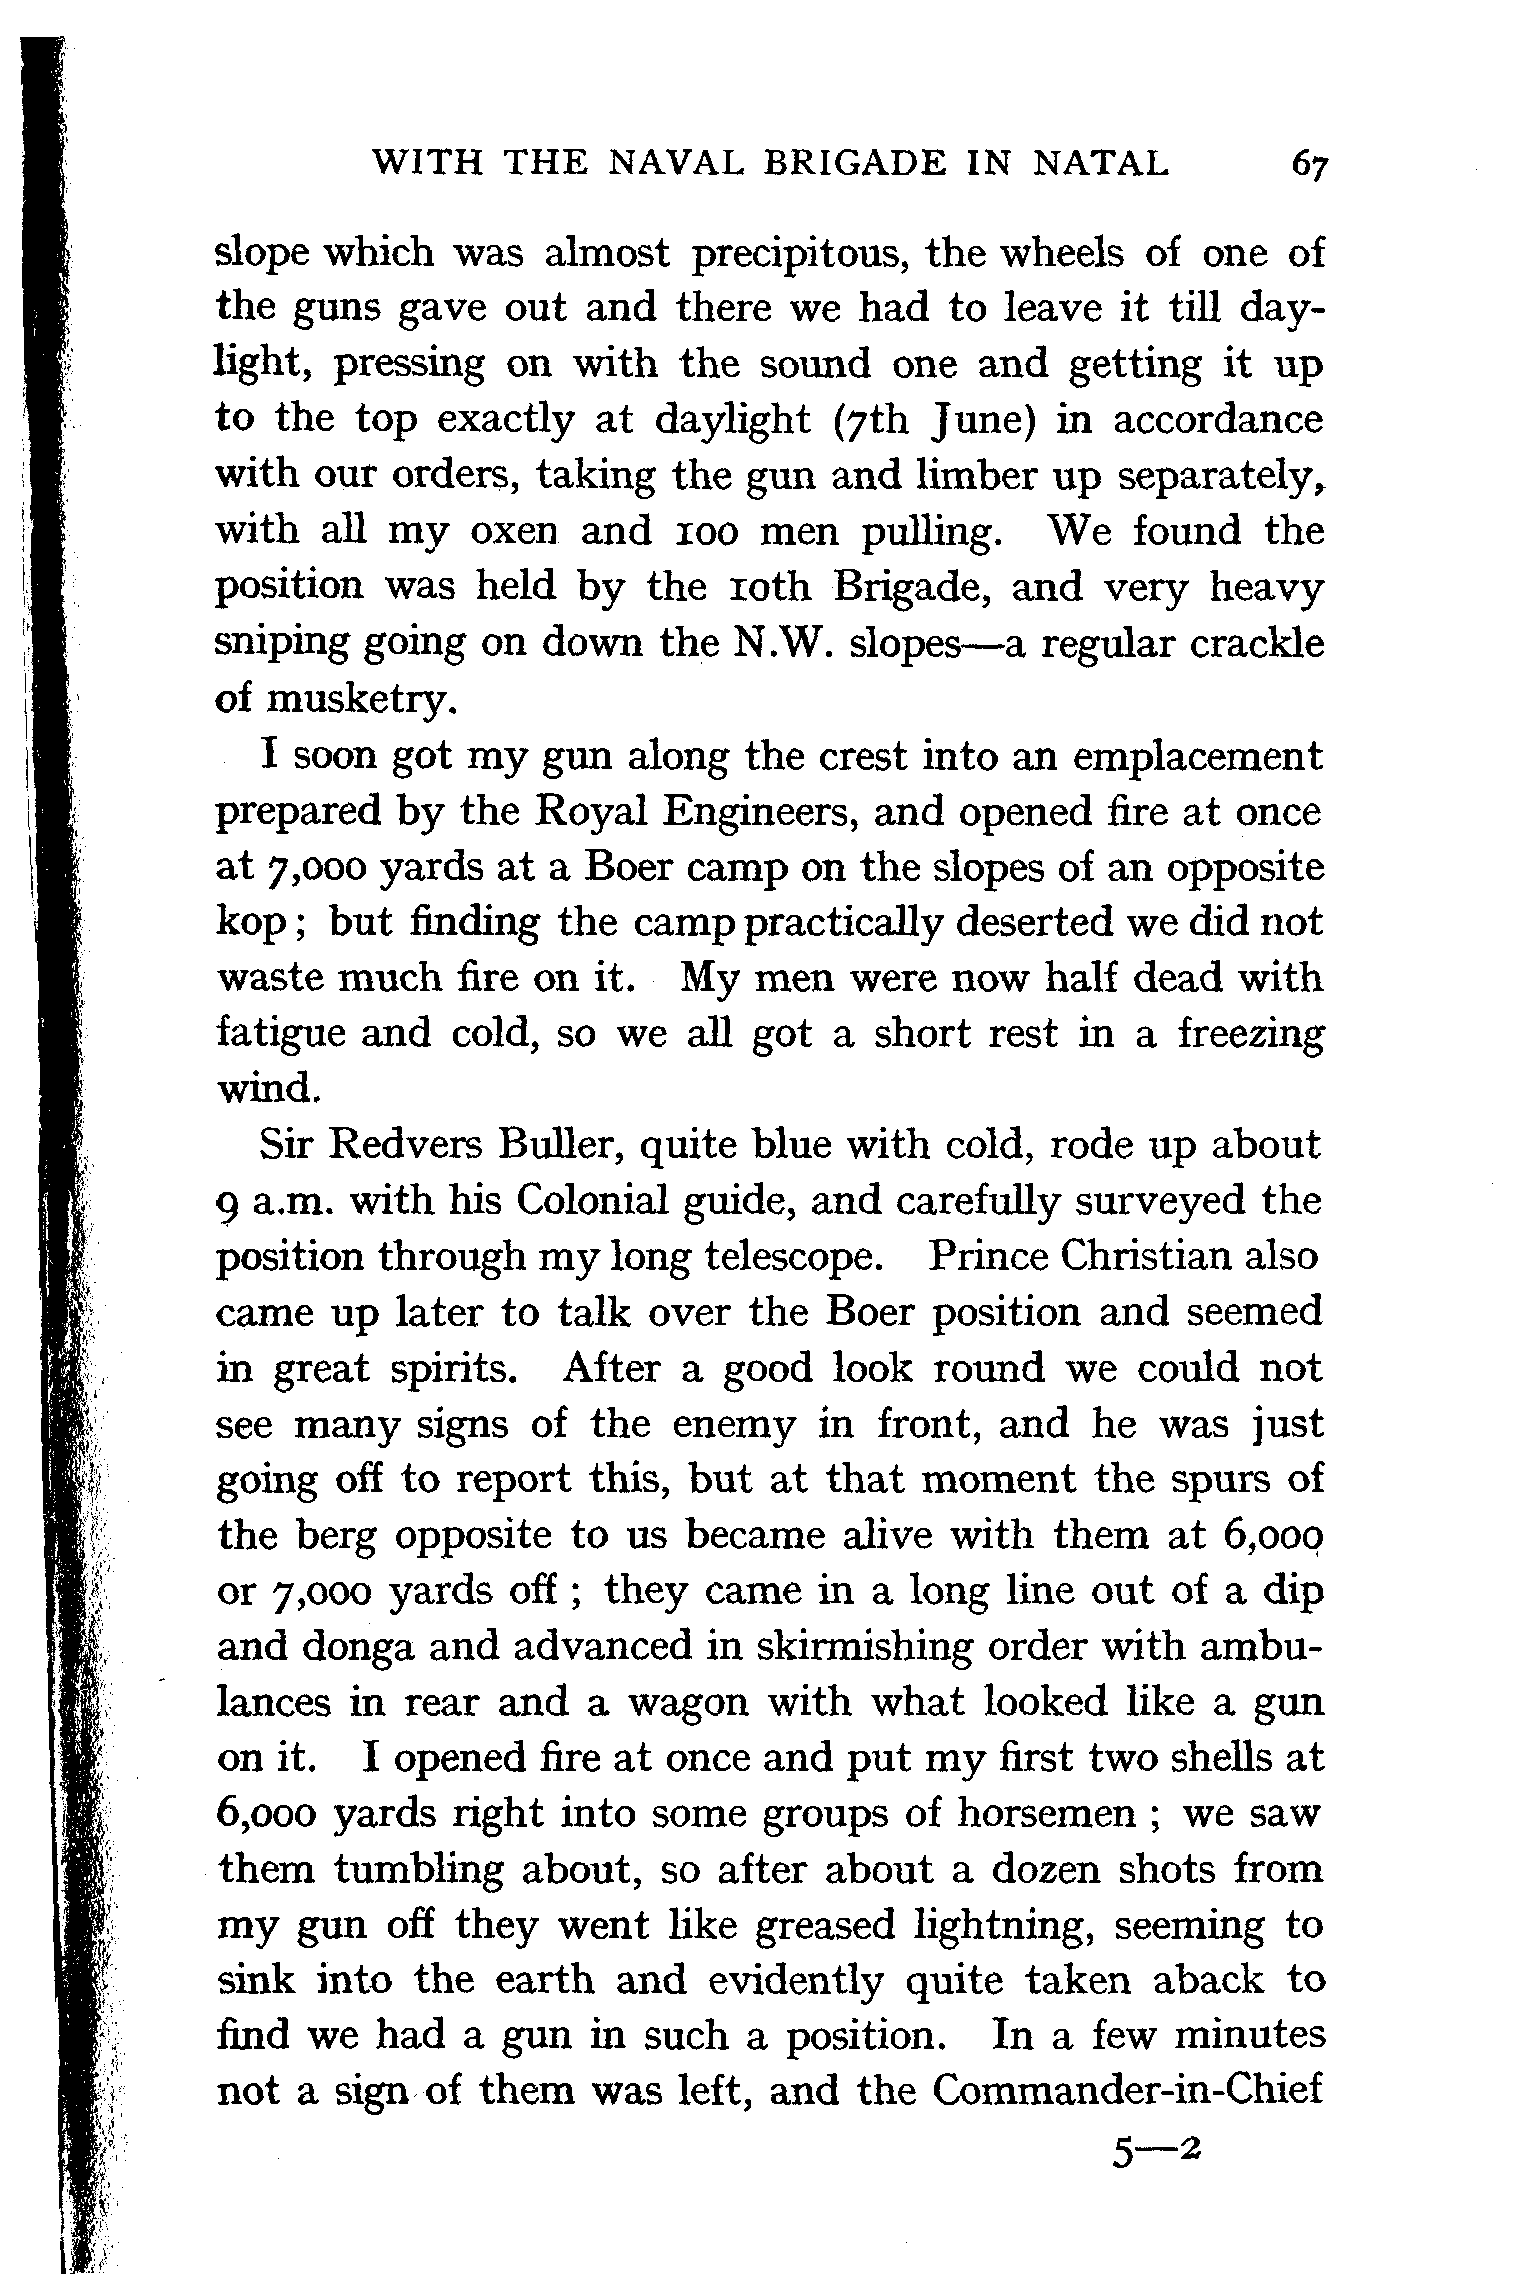 WITH THE NAVAL BRIGADE IN NATAL 67
slope which was almost precipitous, the wheels of one of
the guns gave out and there we had to leave it till day-
light, pressing on with the sound one and getting it up
to the top exactly at daylight (7th June) in accordance
with our orders, taking the gun and limber up separately,
with all my oxen and 100 men pulling. We found the
position was held by the 10th Brigade, and very heavy
sniping going on down the N.W. slopes—a regular crackle
of musketry.
I soon got my gun along the crest into an emplacement
prepared by the Royal Engineers, and opened fire at once
at 7,000 yards at a Boer camp on the slopes of an opposite
kop; but finding the camp practically deserted we did not
waste much fire on it. My men were now half dead with
fatigue and cold, so we all got a short rest in a freezing
wind.
Sir Redvers Buller, quite blue with cold, rode up about
9 a.m. with his Colonial guide, and carefully surveyed the
position through my long telescope. Prince Christian also
came up later to talk over the Boer position and seemed
in great spirits. After a good look round we could not
see many signs of the enemy in front, and he was just
going off to report this, but at that moment the spurs of
the berg opposite to us became alive with them at 6,000
or 7,000 yards off; they came in a long line out of a dip
and donga and advanced in skirmishing order with ambu-
lances in rear and a wagon with what looked like a gun
on it. I opened fire at once and put my first two shells at
6,000 yards right into some groups of horsemen; we saw
them tumbling about, so after about a dozen shots from
my gun off they went like greased lightning, seeming to
sink into the earth and evidently quite taken aback to
find we had a gun in such a position. In a few minutes
not a sign of them was left, and the Commander-in-Chief
5—2